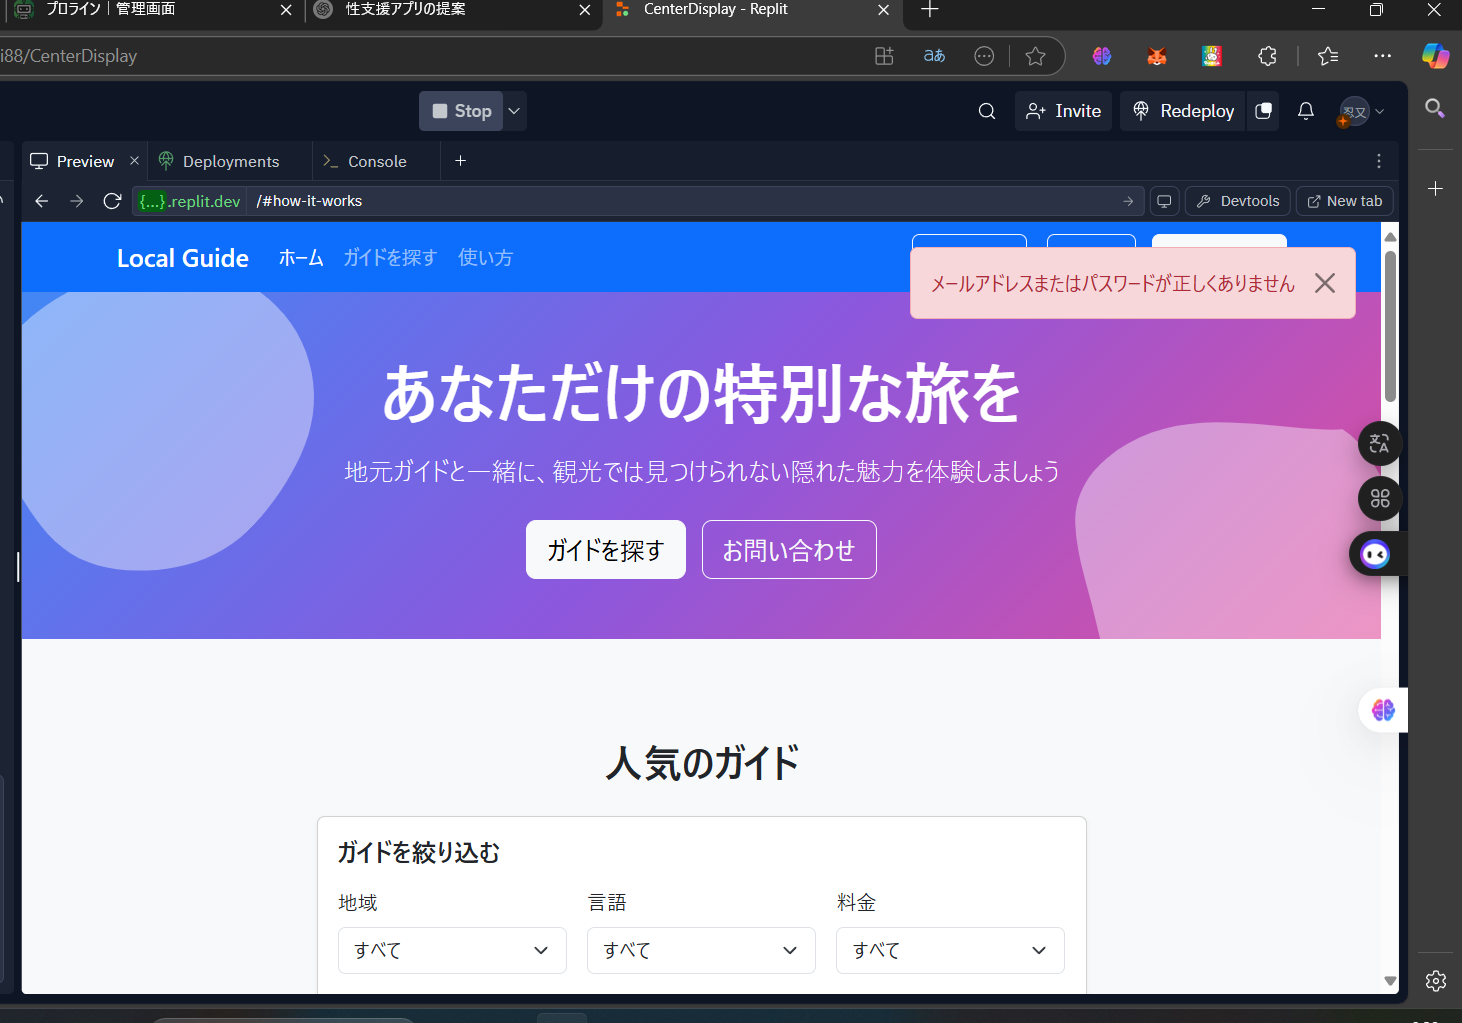 プロライン｜管理画面
性支援アプリの提案
CenterDisplay - Replit
i88/CenterDisplay
aあ
Stop
Invite
Redeploy
Preview
Deployments
Console
{...}.replit.dev
/#how-it-works
Devtools
New tab
Local Guide
ホーム
ガイドを探す
使い方
メールアドレスまたはパスワードが正しくありません
あなただけの特別な旅を
地元ガイドと一緒に、観光では見つけられない隠れた魅力を体験しましょう
ガイドを探す
お問い合わせ
人気のガイド
ガイドを絞り込む
地域
言語
料金
すべて
すべて
すべて